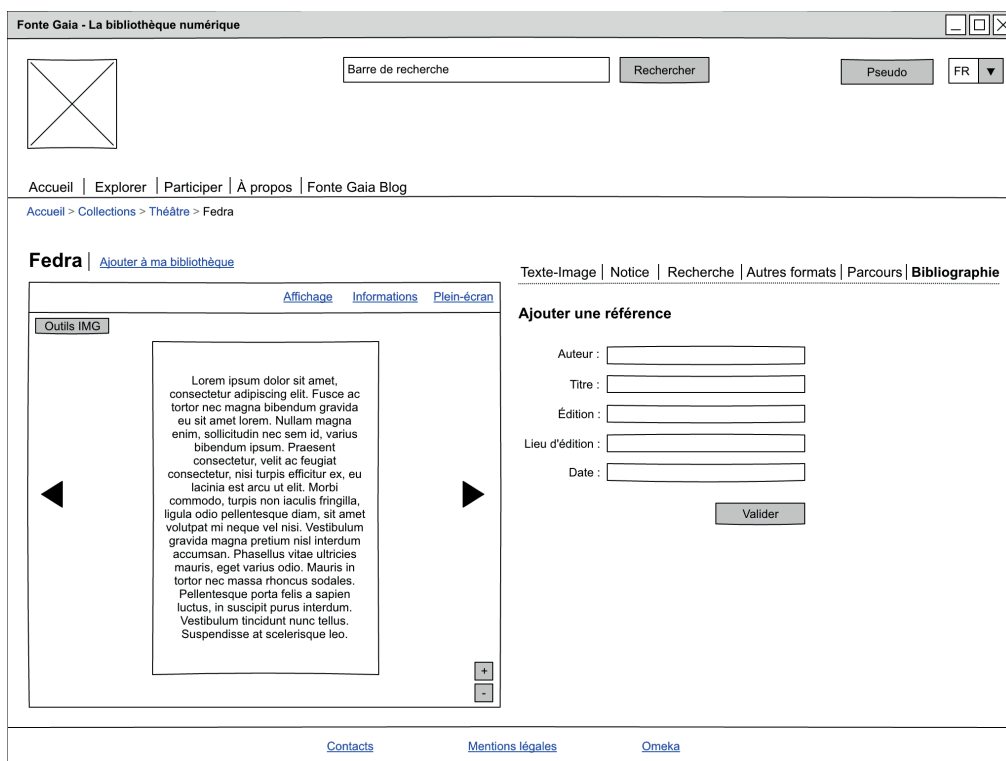 Fonte Gaia - La bibliothèque numérique
Barre de recherche
Rechercher
Pseudo
FR
Accueil | Explorer | Participer | À propos | Fonte Gaia Blog
Accueil > Collections > Théâtre > Fedra
Fedra | Ajouter à ma bibliothèque
Affichage Informations Plein-écran
Outils IMG
Lorem ipsum dolor sit amet,
consectetur adipiscing elit. Fusce ac
tortor nec magna bibendum gravida
eu sit amet lorem. Nullam magna
enim, sollicitudin nec sem id, varius
bibendum ipsum. Praesent
consectetur, velit ac feugiat
consectetur, nisi turpis efficitur ex, eu
lacinia est arcu ut elit. Morbi
commodo, turpis non iaculis fringilla,
ligula odio pellentesque diam, sit amet
volutpat mi neque vel nisi. Vestibulum
gravida magna pretium nisl interdum
accumsan. Phasellus vitae ultricies
mauris, eget varius odio. Mauris in
tortor nec massa rhoncus sodales.
Pellentesque porta felis a sapien
luctus, in suscipit purus interdum.
Vestibulum tincidunt nunc tellus.
Suspendisse at scelerisque leo.
+
-
Texte-Image | Notice | Recherche | Autres formats | Parcours | Bibliographie
Ajouter une référence
Auteur :
Titre :
Édition :
Lieu d'édition :
Date :
Valider
Contacts Mentions légales Omeka